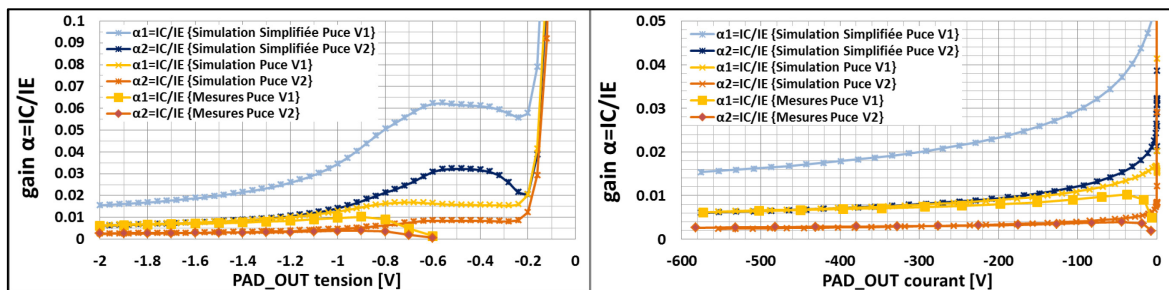 gain α=IC/IE
0.1
0.09
0.08
0.07
0.06
0.05
0.04
0.03
0.02
0.01
0
α1=IC/IE {Simulation Simplifiée Puce V1}
α2=IC/IE {Simulation Simplifiée Puce V2}
α1=IC/IE {Simulation Puce V1}
α2=IC/IE {Simulation Puce V2}
α1=IC/IE {Mesures Puce V1}
α2=IC/IE {Mesures Puce V2}
-2 -1.8 -1.6 -1.4 -1.2 -1 -0.8 -0.6 -0.4 -0.2 0
PAD_OUT tension [V]
gain α=IC/IE
0.05
0.04
0.03
0.02
0.01
0
α1=IC/IE {Simulation Simplifiée Puce V1}
α2=IC/IE {Simulation Simplifiée Puce V2}
α1=IC/IE {Simulation Puce V1}
α2=IC/IE {Simulation Puce V2}
α1=IC/IE {Mesures Puce V1}
α2=IC/IE {Mesures Puce V2}
-600 -500 -400 -300 -200 -100 0
PAD_OUT courant [V]